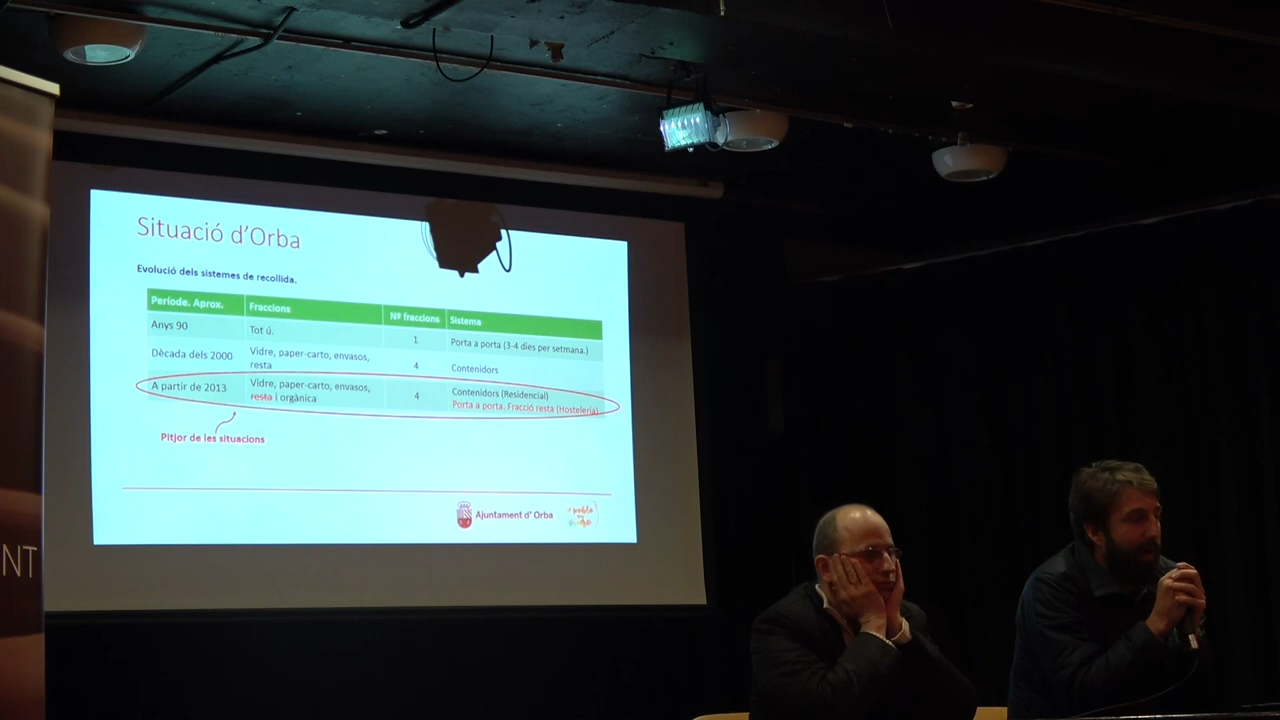 Situació d'Orba
Evolució dels sistemes de recollida.
Període. Aprox. Fraccions Nº fraccions Sistema
Anys 90 Tot ú. 1 Porta a porta (3-4 dies per setmana.)
Dècada dels 2000 Vidre, paper-carto, envasos, resta 4 Contenidors
A partir de 2013 Vidre, paper-carto, envasos, resta i orgànica 4 Contenidors (Residencial) Porta a porta. Fracció resta (Hosteleria)
Pitjor de les situacions
Ajuntament d' Orba
NT